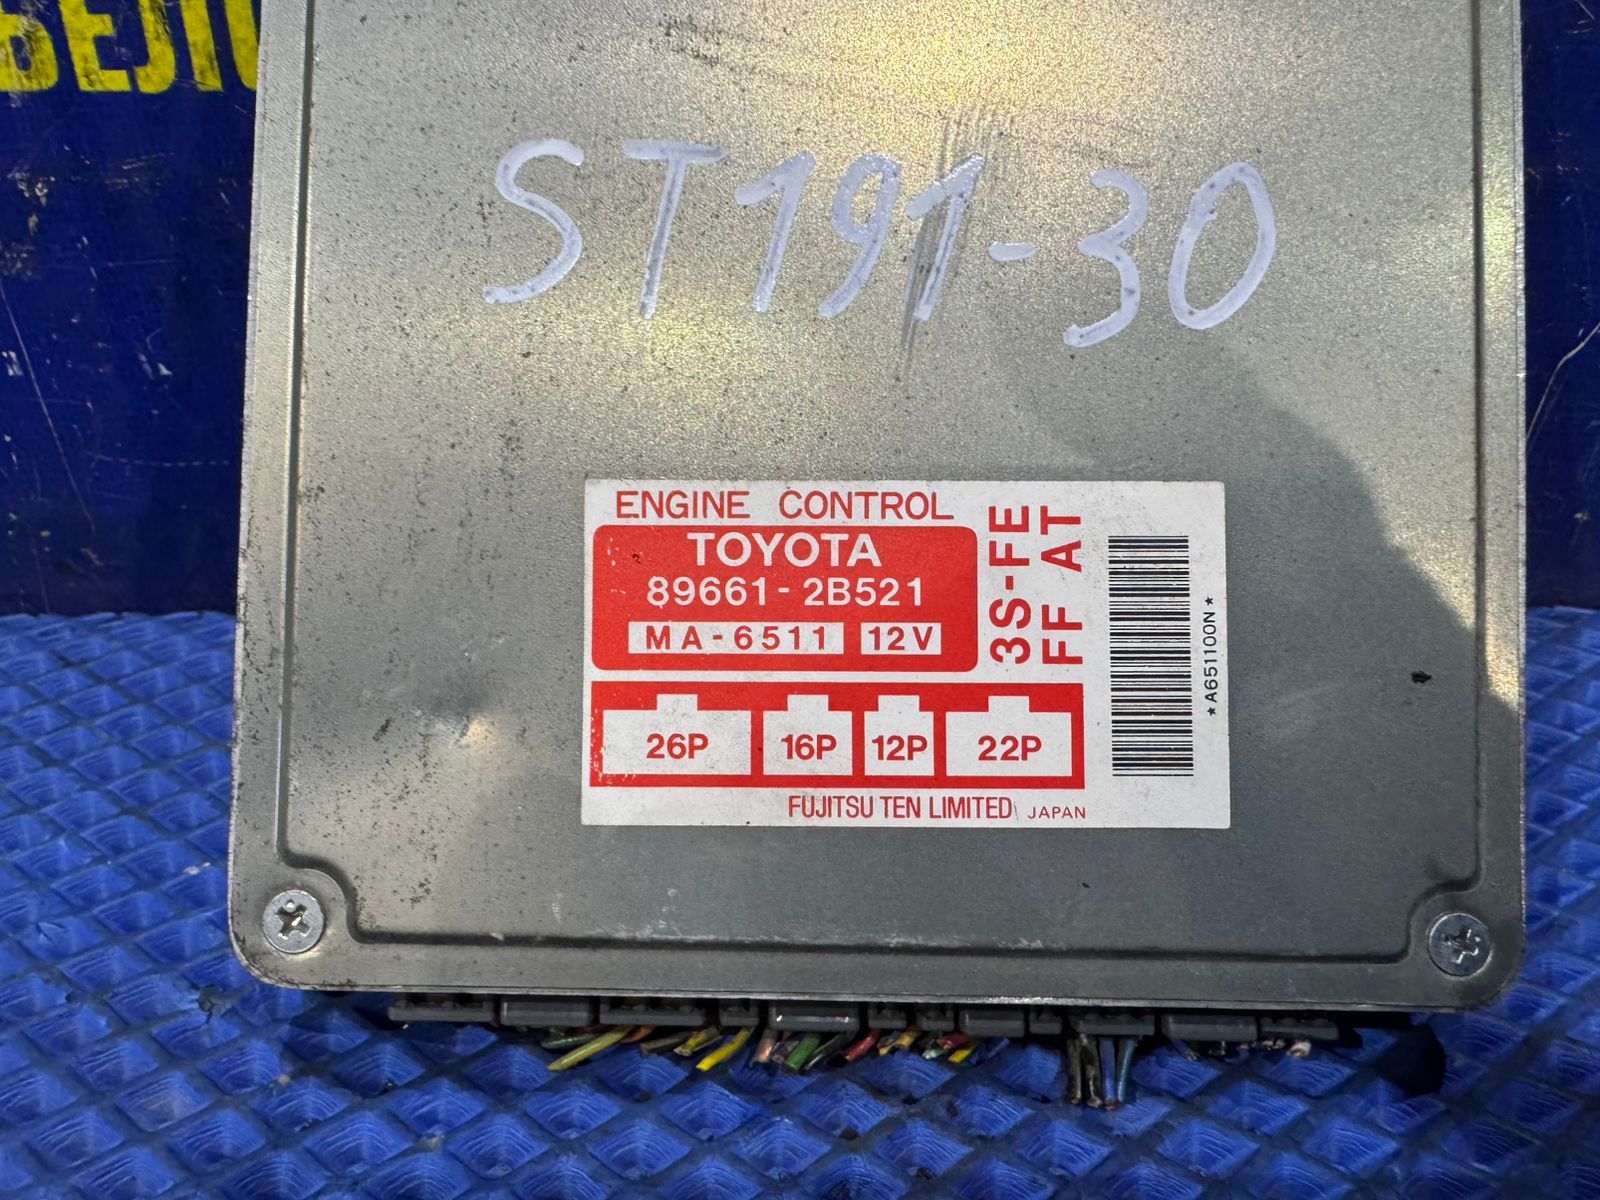 ST191-30
ENGINE CONTROL
TOYOTA
89661-2B521
MA-6511 12V
3S-FE
FF AT
26P 16P 12P 22P
FUJITSU TEN LIMITED JAPAN
*A651100N*